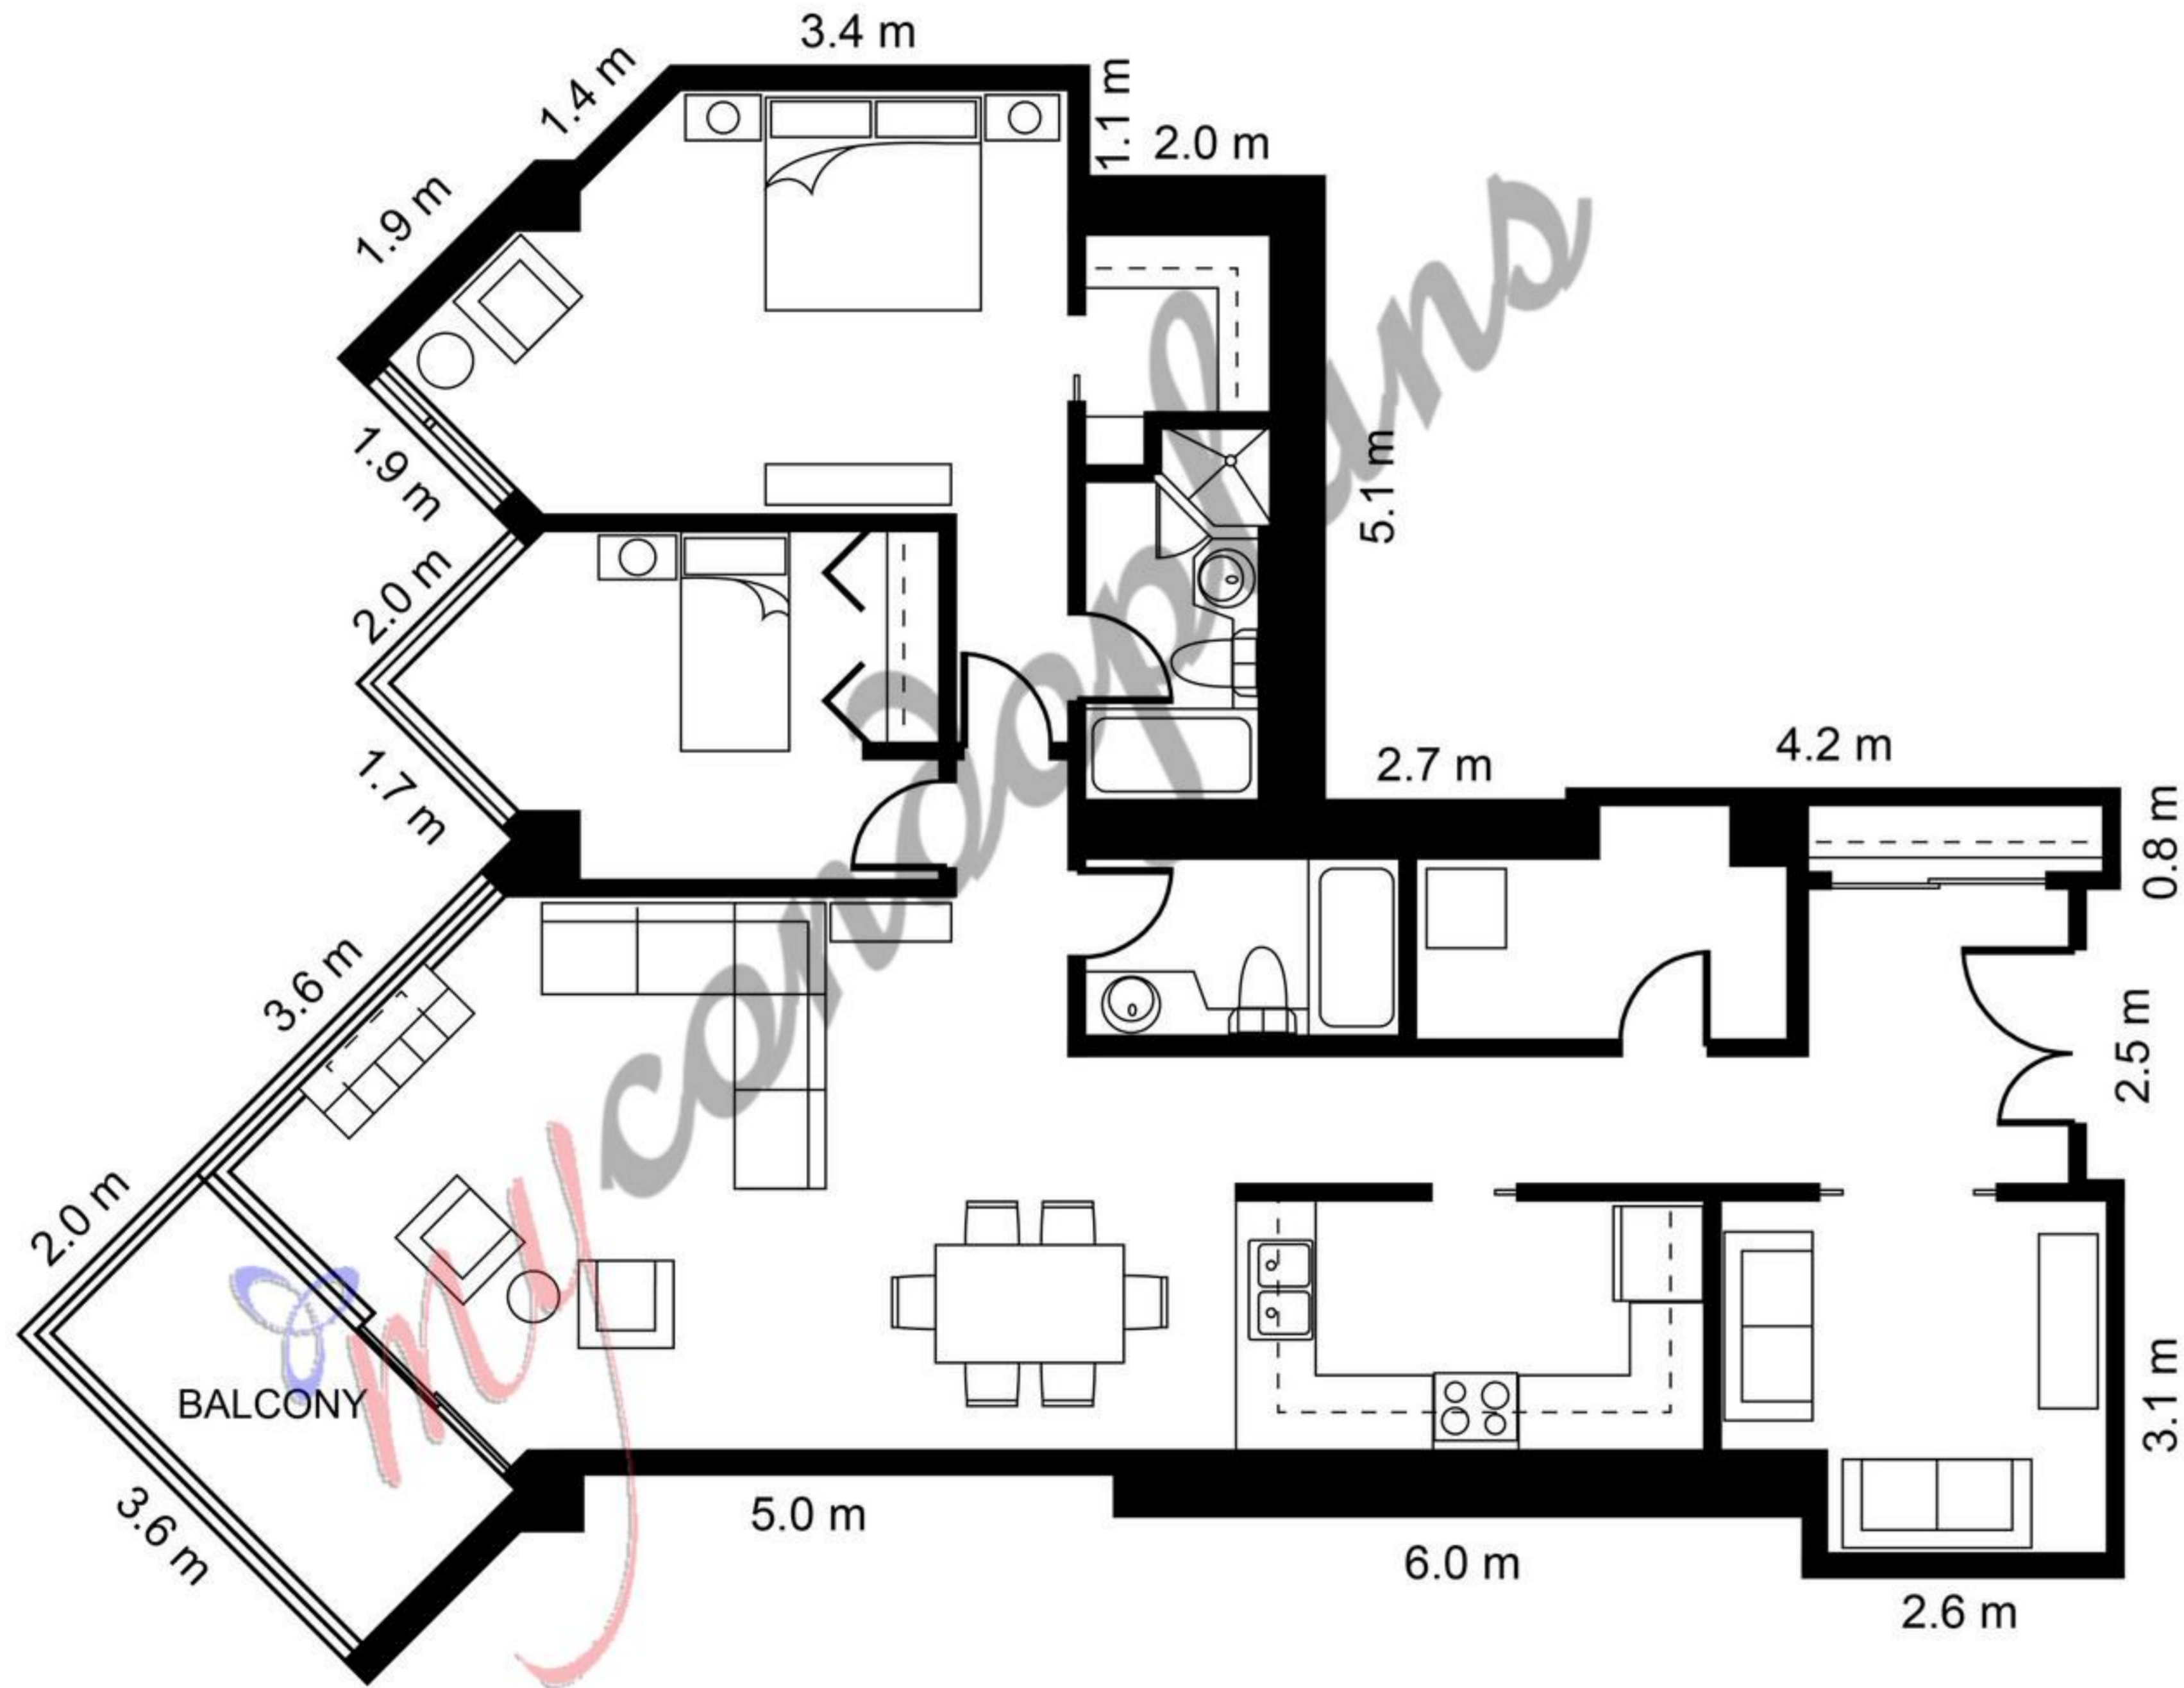 3.4 m
1.4 m
1.1 m
2.0 m
1.9 m
1.9 m
5.1 m
2.0 m
1.7 m
2.7 m
4.2 m
0.8 m
3.6 m
2.5 m
2.0 m
BALCONY
3.1 m
3.6 m
5.0 m
6.0 m
2.6 m
mycondoplans